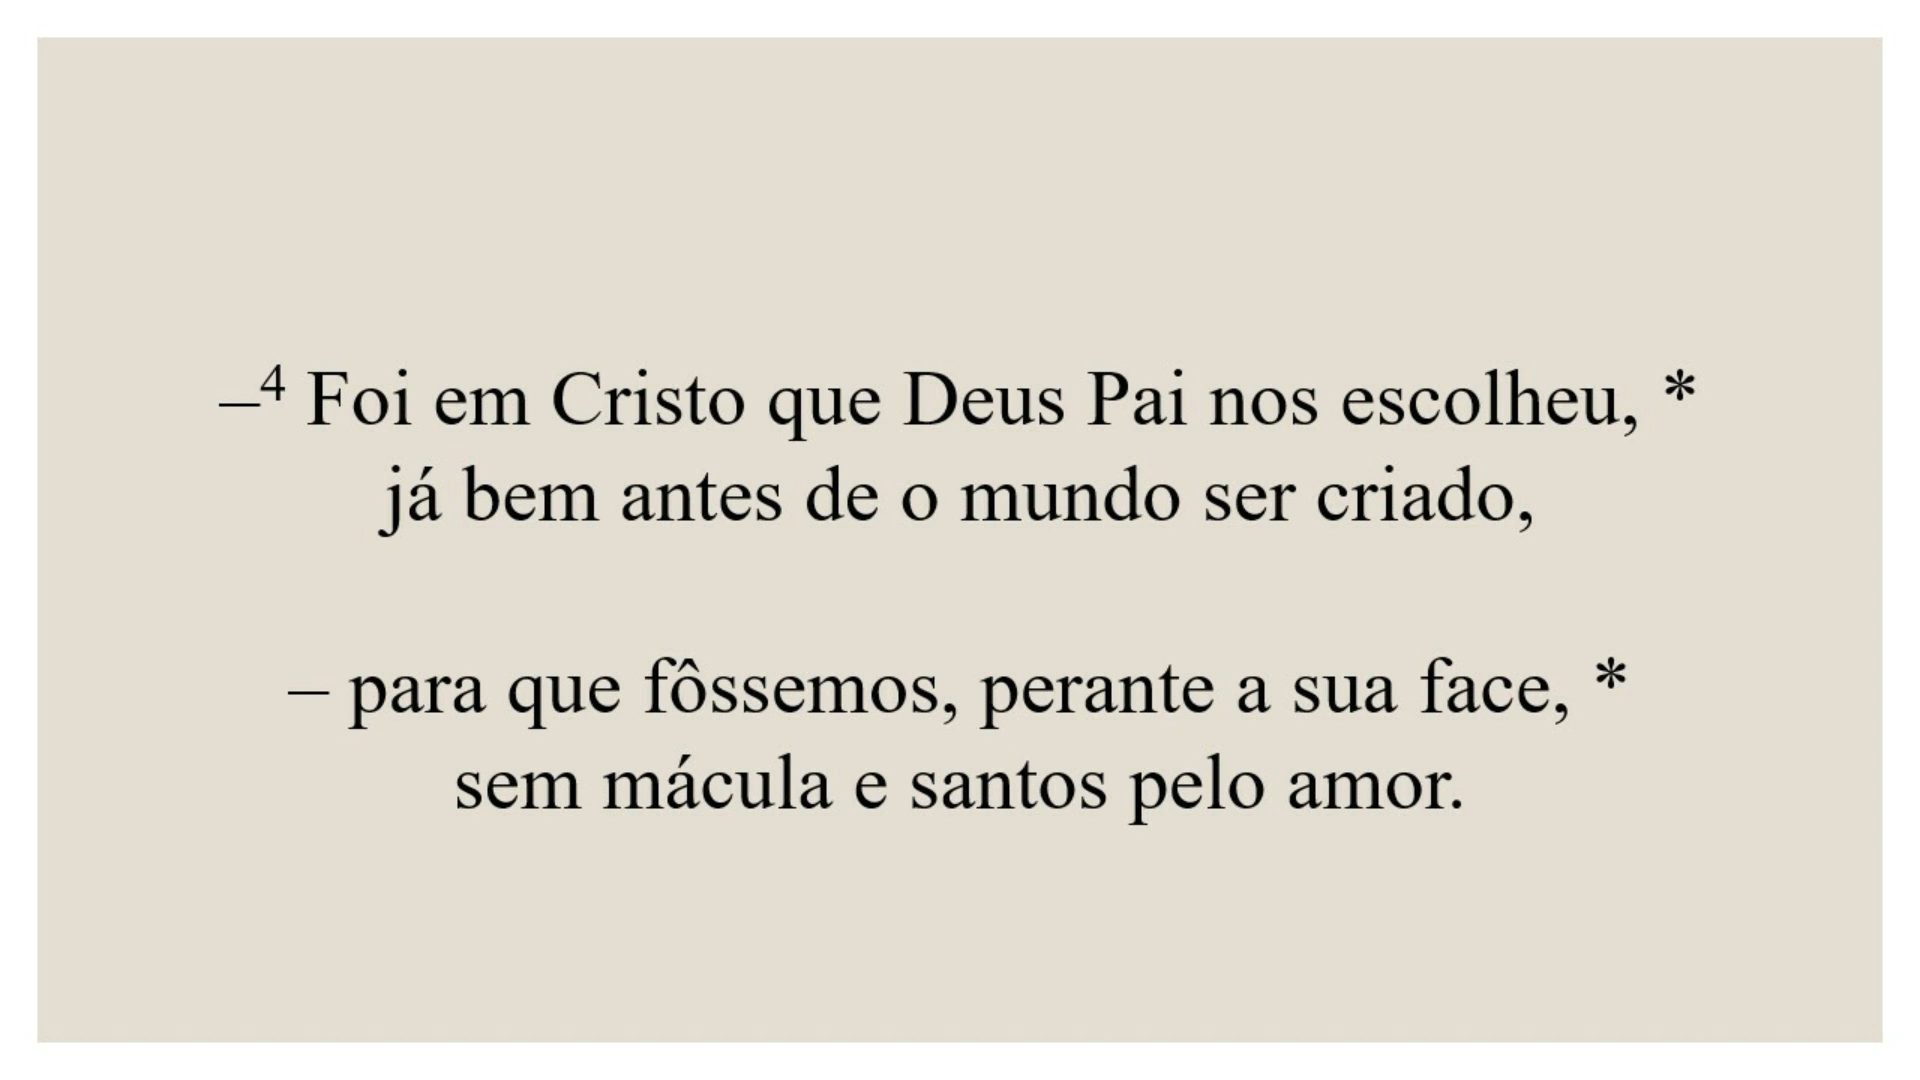 –⁴ Foi em Cristo que Deus Pai nos escolheu, *
já bem antes de o mundo ser criado,
– para que fôssemos, perante a sua face, *
sem mácula e santos pelo amor.